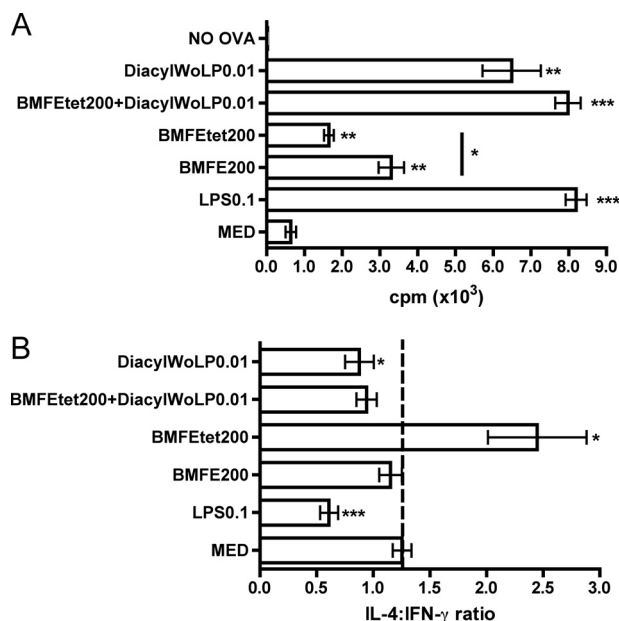 A
NO OVA
DiacylWoLP0.01 **
BMFEtet200+DiacylWoLP0.01 ***
BMFEtet200 **
*
BMFE200 **
LPS0.1 ***
MED
0.0 1.0 2.0 3.0 4.0 5.0 6.0 7.0 8.0 9.0
cpm (x10³)
B
DiacylWoLP0.01 *
BMFEtet200+DiacylWoLP0.01
BMFEtet200 *
BMFE200
LPS0.1 ***
MED
0.0 0.5 1.0 1.5 2.0 2.5 3.0
IL-4:IFN-γ ratio